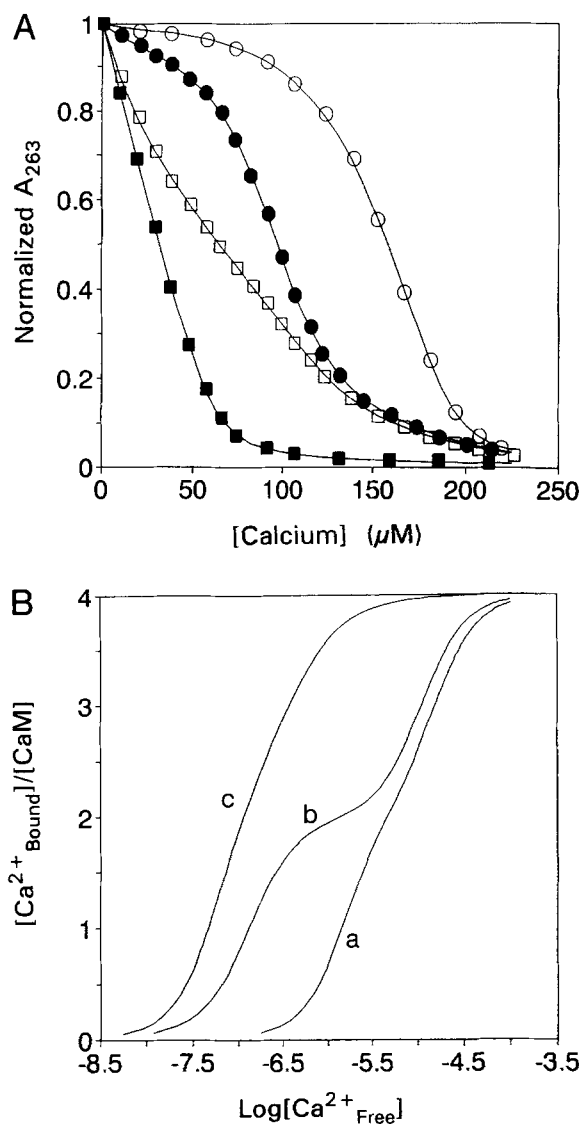 A
Normalized A263
1
0.8
0.6
0.4
0.2
0
0 50 100 150 200 250
[Calcium] (µM)
B
[Ca2+Bound]/[CaM]
4
3
2
1
0
c
b
a
-8.5 -7.5 -6.5 -5.5 -4.5 -3.5
Log[Ca2+Free]